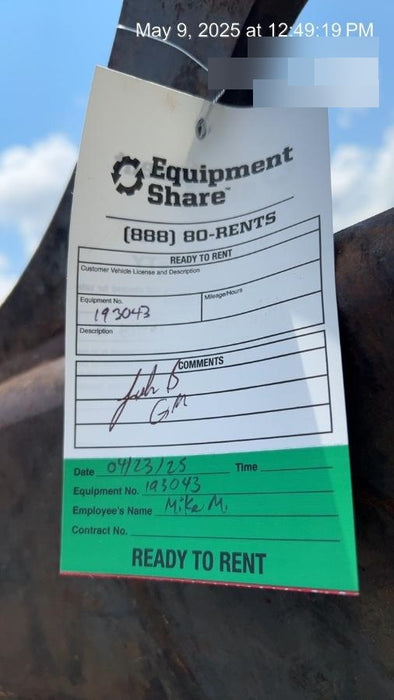 May 9, 2025 at 12:49:19 PM
Equipment
Share™
(888) 80-RENTS
READY TO RENT
Customer Vehicle License and Description
Equipment No.
Mileage/Hours
193043
Description
COMMENTS
GM
Date 04/23/25 Time
Equipment No. 193043
Employee's Name Mike M.
Contract No.
READY TO RENT